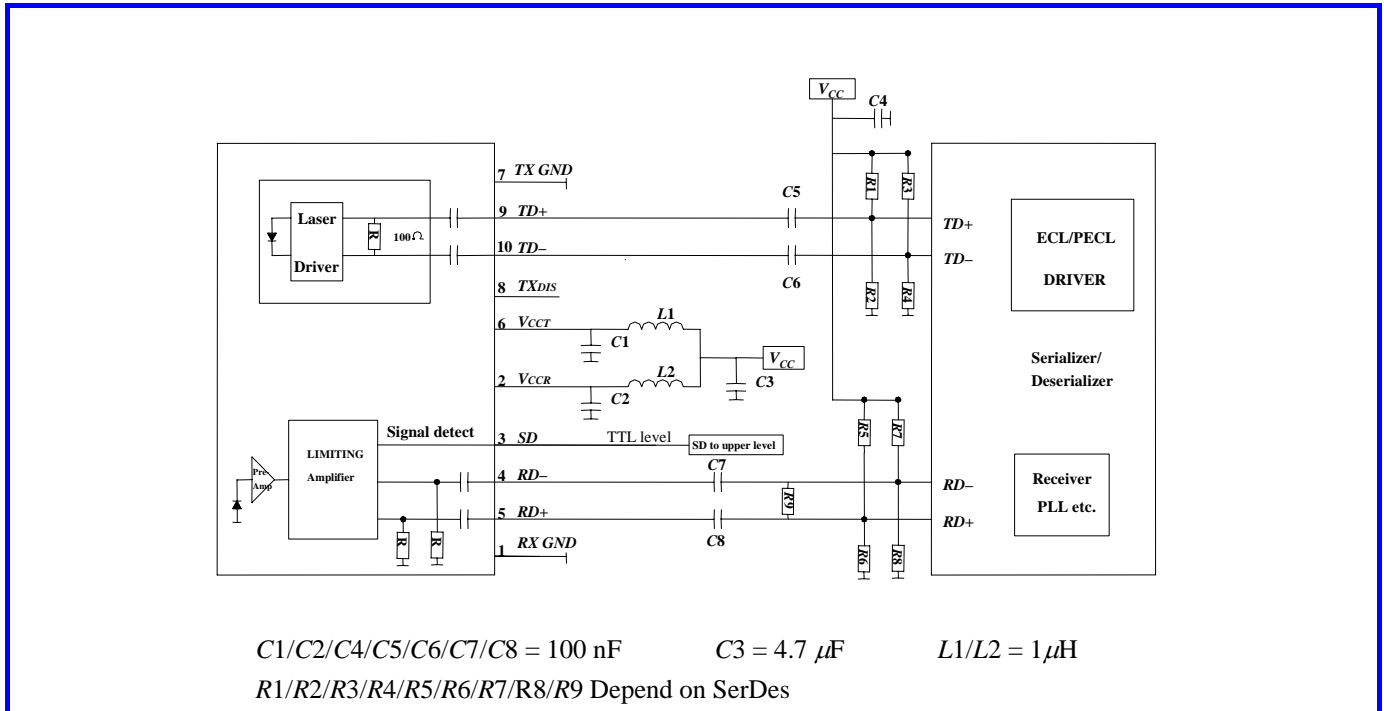 VCC
C4
7 TX GND
R1
R3
C5
Laser
Driver
R
100Ω
9 TD+
TD+
ECL/PECL
DRIVER
10 TD−
TD−
C6
R2
R4
8 TXDIS
6 VCCT
L1
C1
VCC
Serializer/
Deserializer
2 VCCR
L2
C2
C3
R5
R7
Signal detect
3 SD
TTL level
SD to upper level
LIMITING
Amplifier
Pre-
Amp
4 RD−
C7
R9
RD−
Receiver
PLL etc.
5 RD+
C8
RD+
R
R
1 RX GND
R6
R8
C1/C2/C4/C5/C6/C7/C8 = 100 nF
C3 = 4.7 µF
L1/L2 = 1µH
R1/R2/R3/R4/R5/R6/R7/R8/R9 Depend on SerDes